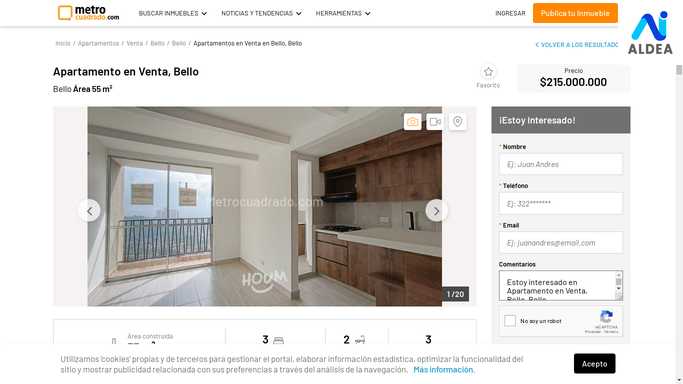 metro
cuadrado.com
BUSCAR INMUEBLES
NOTICIAS Y TENDENCIAS
HERRAMIENTAS
INGRESAR
Publica tu inmueble
ALDEA
Inicio / Apartamentos / Venta / Bello / Bello / Apartamentos en Venta en Bello, Bello
VOLVER A LOS RESULTADO
Apartamento en Venta, Bello
Bello Área 55 m²
Favorito
Precio
$215.000.000
Metrocuadrado.com
HOUM
1 / 20
¡Estoy Interesado!
* Nombre
Ej: Juan Andres
* Teléfono
Ej: 322*******
* Email
Ej: juanandres@email.com
Comentarios
Estoy interesado en
Apartamento en Venta,
Bello, Bello
No soy un robot
reCAPTCHA
Privacidad - Términos
Área construida
3
2
3
Utilizamos 'cookies' propias y de terceros para gestionar el portal, elaborar información estadística, optimizar la funcionalidad del
sitio y mostrar publicidad relacionada con sus preferencias a través del análisis de la navegación. Más información.
Acepto